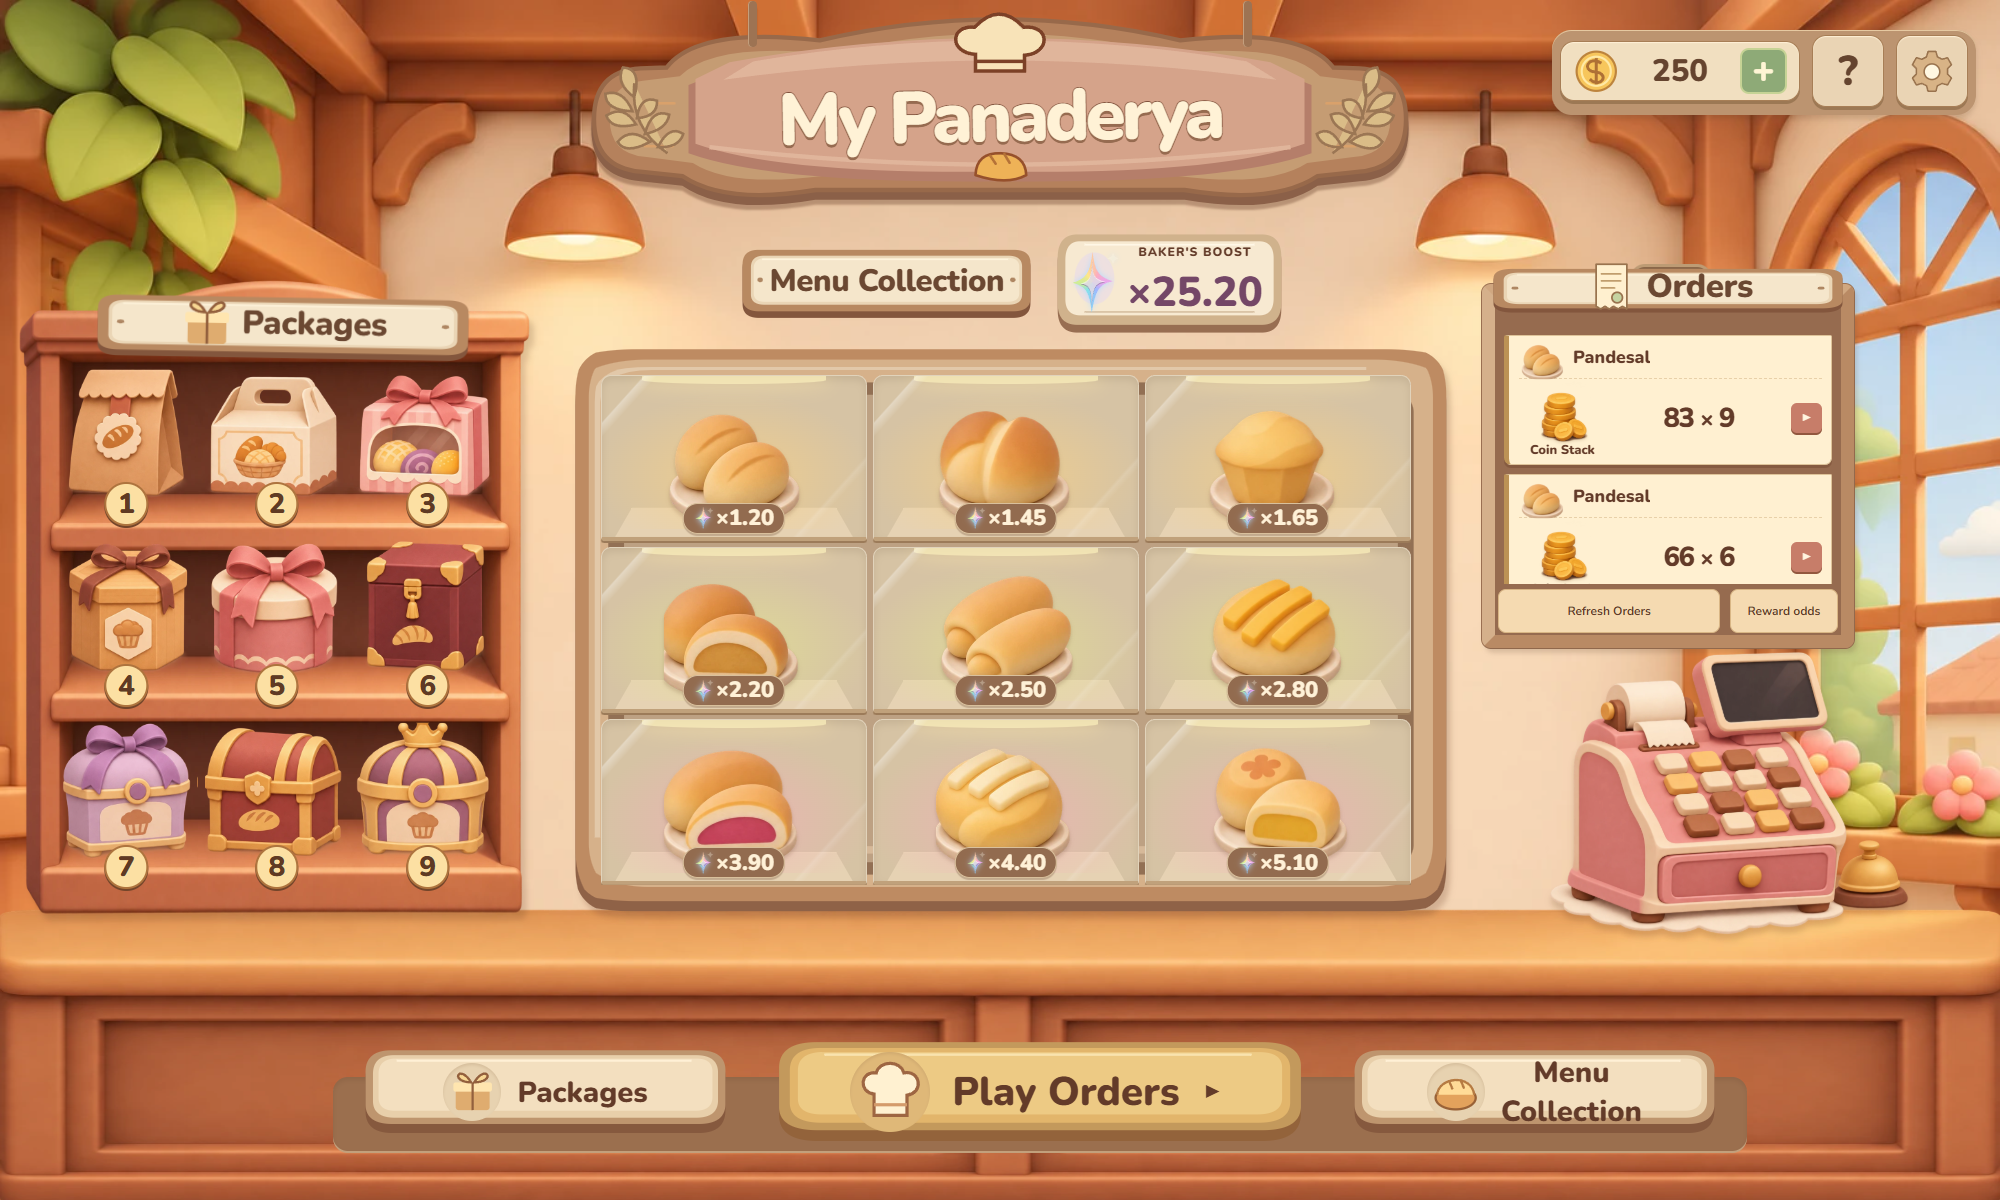 My Panaderya
$
250
+
?
Menu Collection
BAKER'S BOOST
×25.20
Packages
1
2
3
4
5
6
7
8
9
×1.20
×1.45
×1.65
×2.20
×2.50
×2.80
×3.90
×4.40
×5.10
Orders
Pandesal
83 × 9
Coin Stack
Pandesal
66 × 6
Refresh Orders
Reward odds
Packages
Play Orders
Menu
Collection